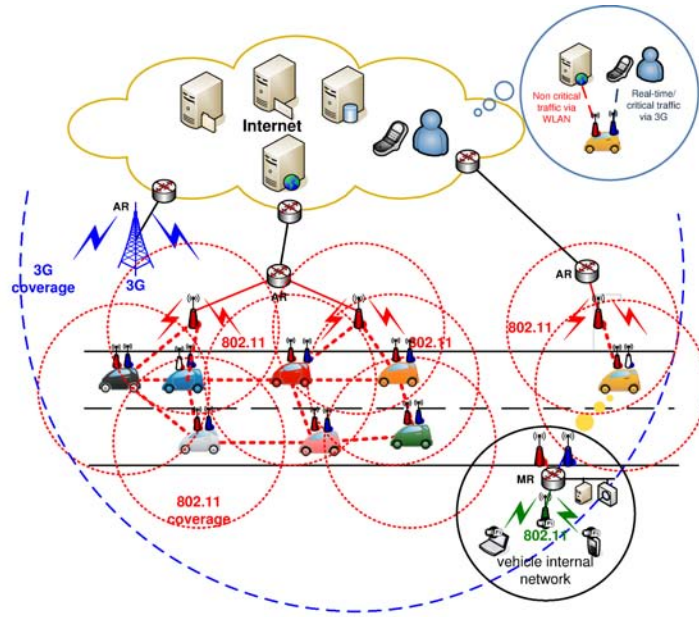 Internet
Non critical
traffic via
WLAN
Real-time/
critical traffic
via 3G
AR
3G
coverage
3G
AR
AR
802.11
802.11
802.11
802.11
coverage
MR
802.11
vehicle internal
network